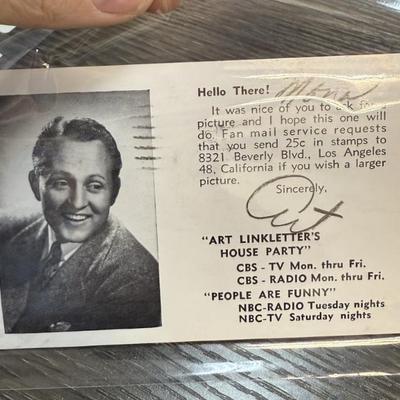 Hello There! Mona
It was nice of you to ask for a
picture and I hope this one will
do. Fan mail service requests
that you send 25c in stamps to
8321 Beverly Blvd., Los Angeles
48, California if you wish a larger
picture.
Sincerely,
Art
"ART LINKLETTER'S
HOUSE PARTY"
CBS - TV Mon. thru Fri.
CBS - RADIO Mon. thru Fri.
"PEOPLE ARE FUNNY"
NBC-RADIO Tuesday nights
NBC-TV Saturday nights